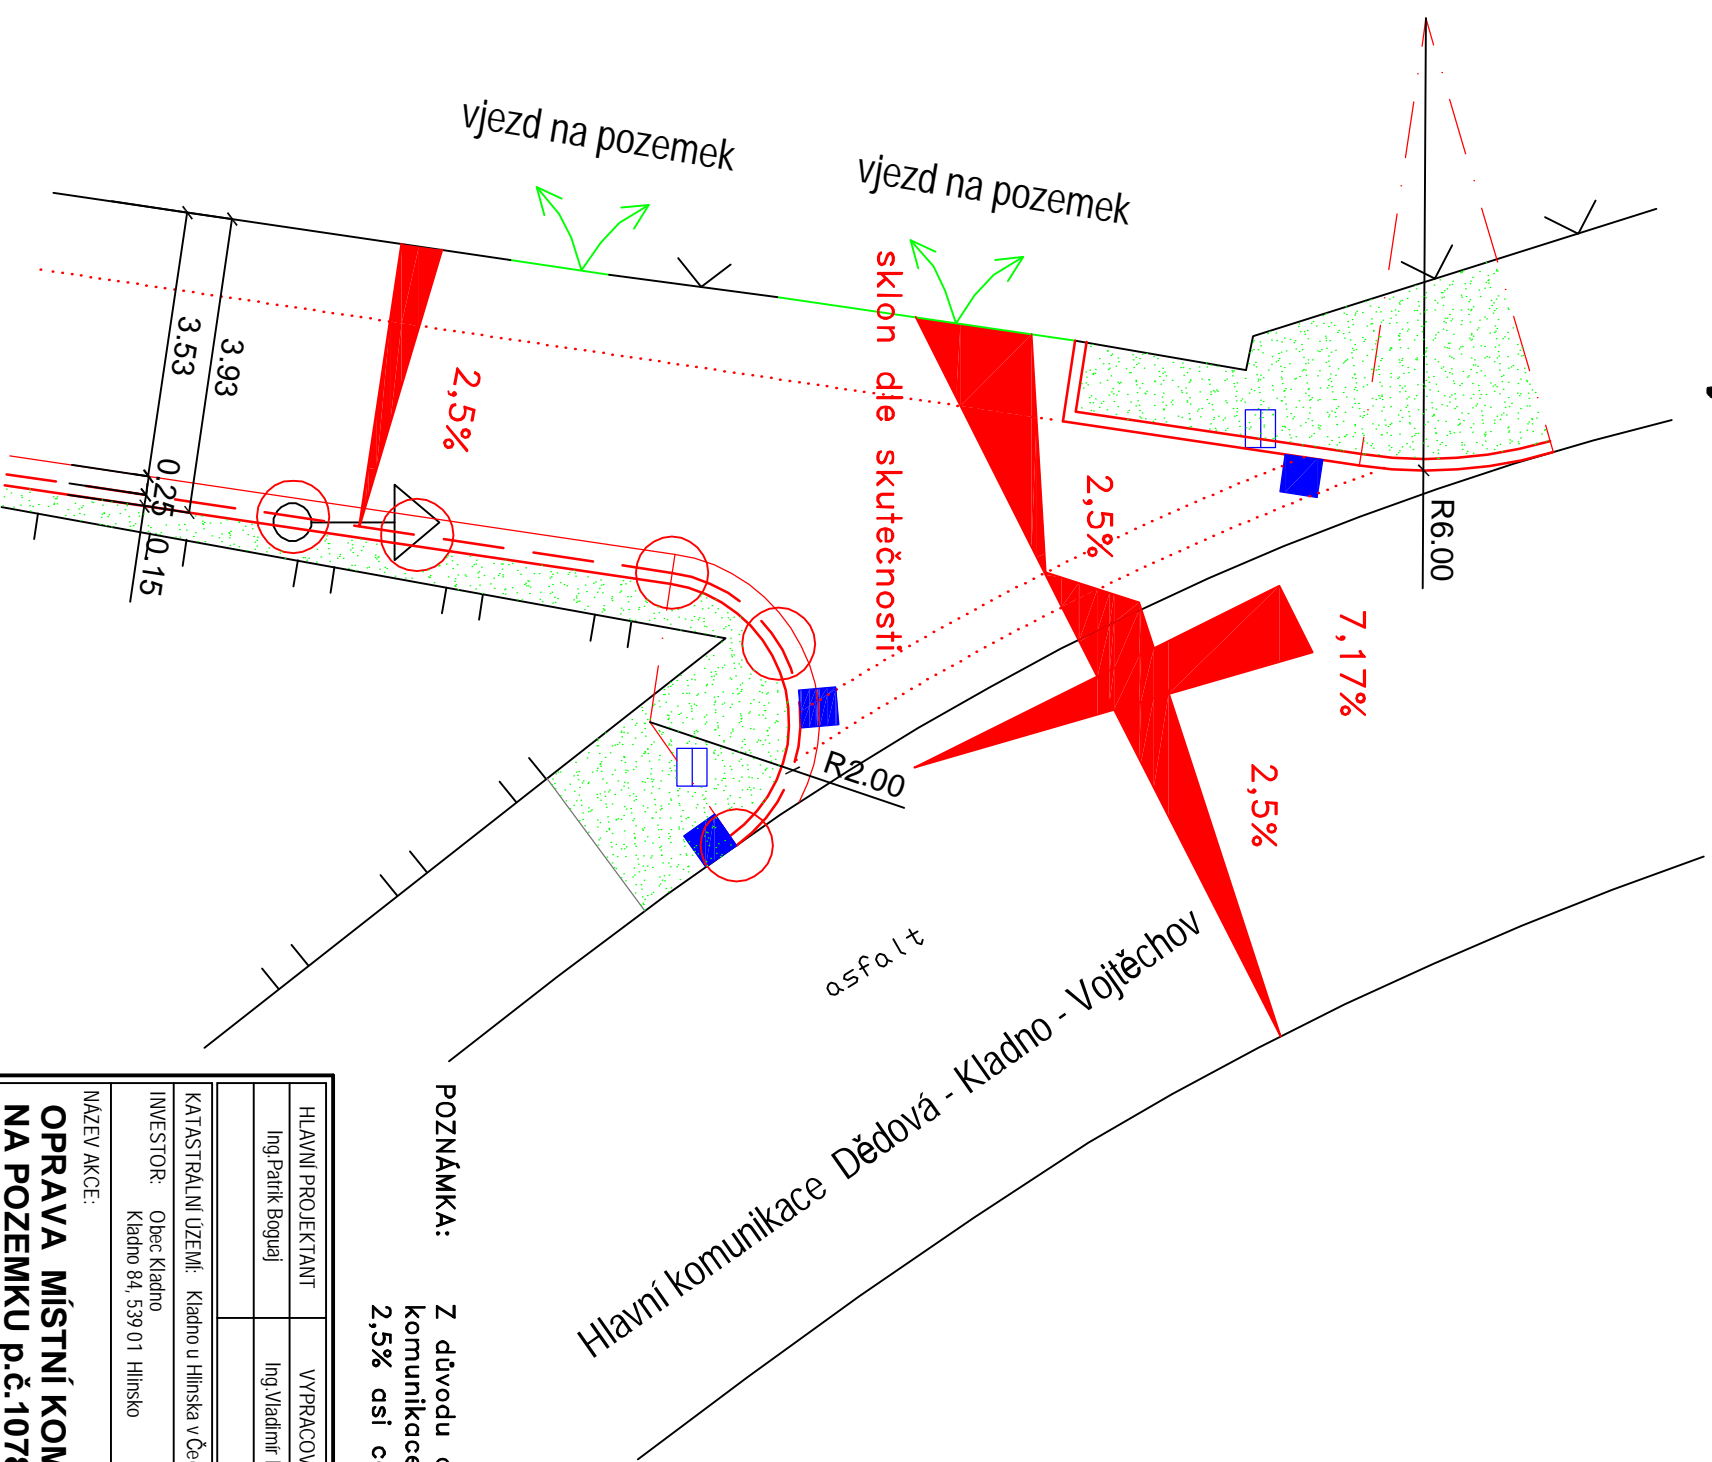 vjezd na pozemek
vjezd na pozemek
sklon dle skutečnosti
3.53
3.93
0.25
0.15
2,5%
2,5%
7,17%
2,5%
R6.00
R2.00
asfalt
Hlavní komunikace Dědová - Kladno - Vojtěchov
POZNÁMKA:
Z důvodu
komunikace
2,5% asi
HLAVNÍ PROJEKTANT
Ing.Patrik Boguaj
Ing.Vladimír
KATASTRÁLNÍ ÚZEMÍ: Kladno u Hlinska v
INVESTOR: Obec Kladno
Kladno 84, 539 01 Hlinsko
NÁZEV AKCE:
OPRAVA MÍSTNÍ
NA POZEMKU p.č.1078